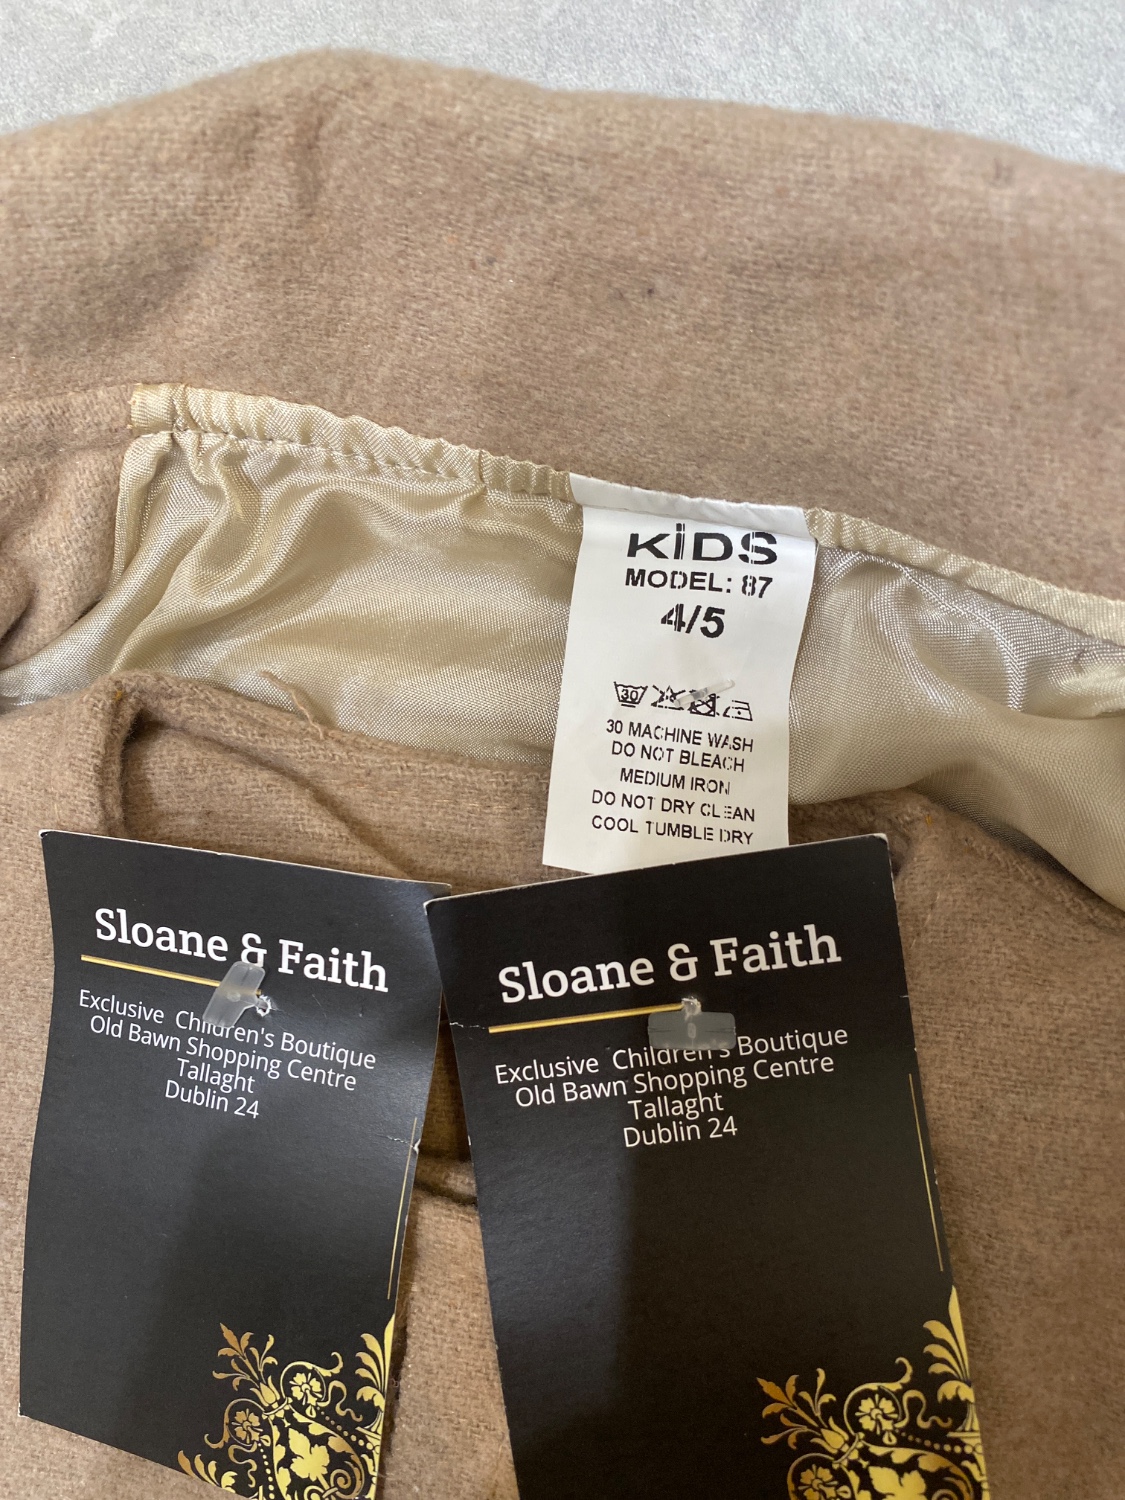 KiDS
MODEL: 87
4/5
30
30 MACHINE WASH
DO NOT BLEACH
MEDIUM IRON
DO NOT DRY CLEAN
COOL TUMBLE DRY
Sloane & Faith
Exclusive Children's Boutique
Old Bawn Shopping Centre
Tallaght
Dublin 24
Sloane & Faith
Exclusive Children's Boutique
Old Bawn Shopping Centre
Tallaght
Dublin 24